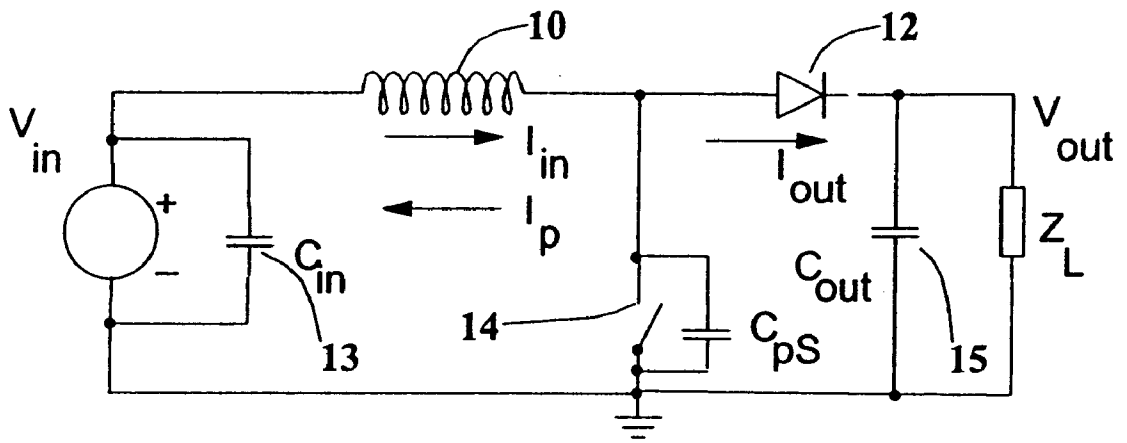 10
12
V in
+
−
C in
13
I in
I p
I out
V out
14
C pS
C out
15
Z L